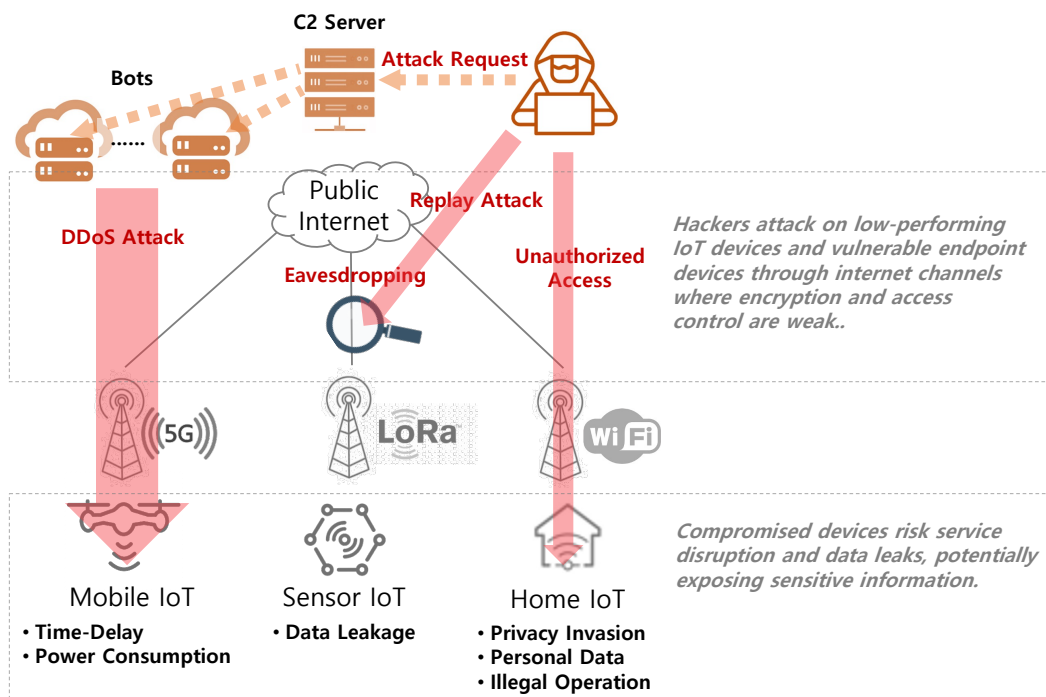 C2 Server
Attack Request
Bots
......
Public
Internet
Replay Attack
DDoS Attack
Eavesdropping
Unauthorized
Access
Hackers attack on low-performing
IoT devices and vulnerable endpoint
devices through internet channels
where encryption and access
control are weak..
5G
LoRa
Wi Fi
Compromised devices risk service
disruption and data leaks, potentially
exposing sensitive information.
Mobile IoT
• Time-Delay
• Power Consumption
Sensor IoT
• Data Leakage
Home IoT
• Privacy Invasion
• Personal Data
• Illegal Operation